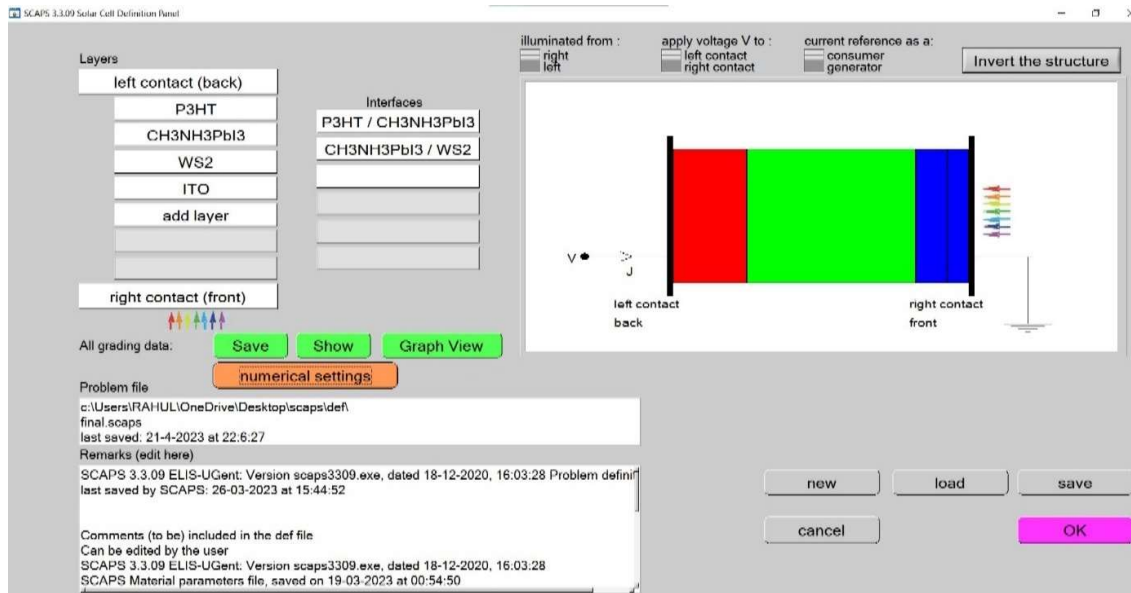 SCAPS 3.3.09 Solar Cell Definition Panel
Layers
left contact (back)
P3HT
CH3NH3PbI3
WS2
ITO
add layer
right contact (front)
Interfaces
P3HT / CH3NH3PbI3
CH3NH3PbI3 / WS2
illuminated from :
right
left
apply voltage V to :
left contact
right contact
current reference as a:
consumer
generator
Invert the structure
V
J
left contact
back
right contact
front
All grading data:
Save
Show
Graph View
numerical settings
Problem file
c:\Users\RAHUL\OneDrive\Desktop\scaps\def\
final.scaps
last saved: 21-4-2023 at 22:6:27
Remarks (edit here)
SCAPS 3.3.09 ELIS-UGent: Version scaps3309.exe, dated 18-12-2020, 16:03:28 Problem defini
last saved by SCAPS: 26-03-2023 at 15:44:52
Comments (to be) included in the def file
Can be edited by the user
SCAPS 3.3.09 ELIS-UGent: Version scaps3309.exe, dated 18-12-2020, 16:03:28
SCAPS Material parameters file, saved on 19-03-2023 at 00:54:50
new
load
save
cancel
OK